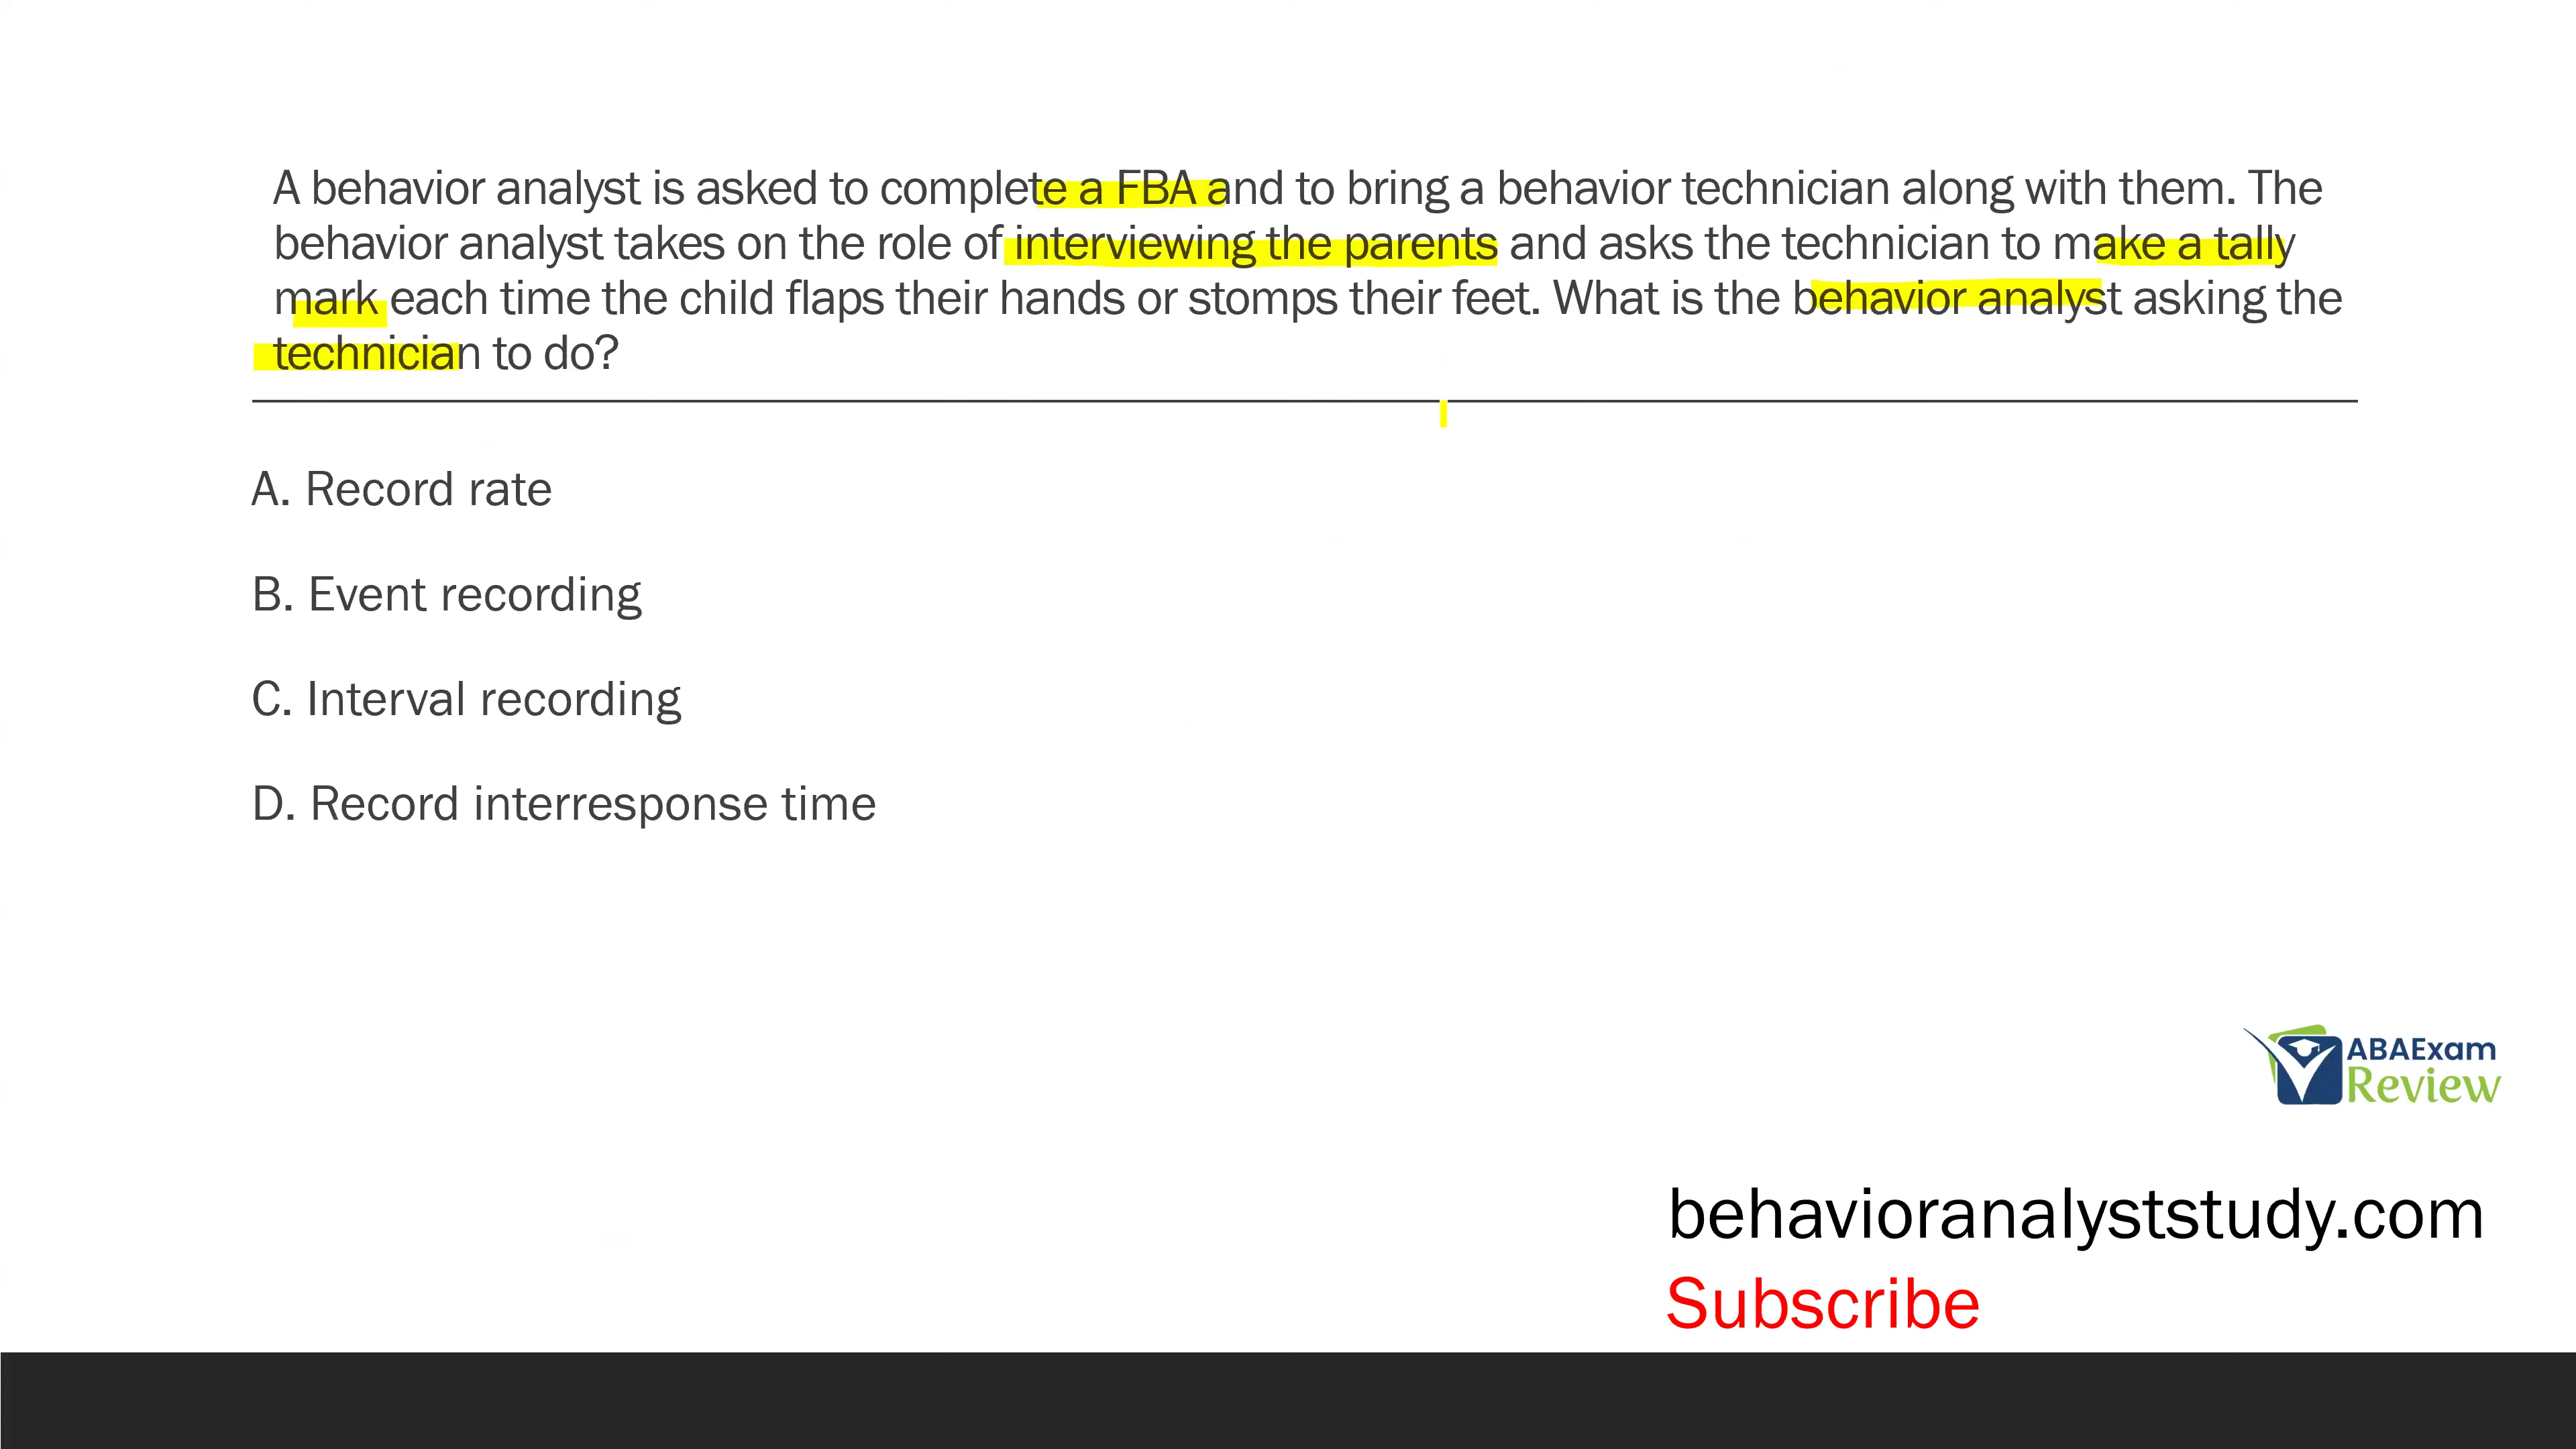 A behavior analyst is asked to complete a FBA and to bring a behavior technician along with them. The
behavior analyst takes on the role of interviewing the parents and asks the technician to make a tally
mark each time the child flaps their hands or stomps their feet. What is the behavior analyst asking the
technician to do?
A. Record rate
B. Event recording
C. Interval recording
D. Record interresponse time
ABAExam
Review
behavioranalyststudy.com
Subscribe